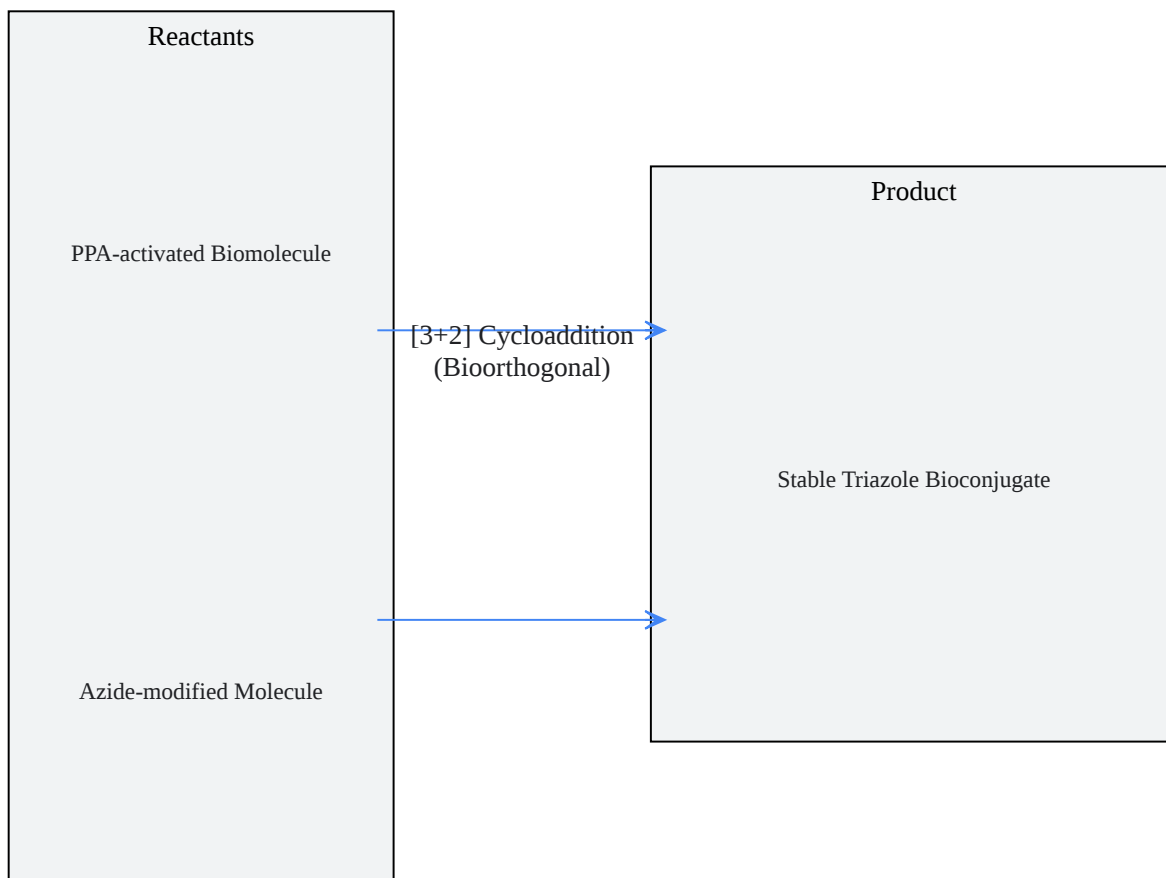 Reactants
PPA-activated Biomolecule
Azide-modified Molecule
[3+2] Cycloaddition
(Bioorthogonal)
Product
Stable Triazole Bioconjugate